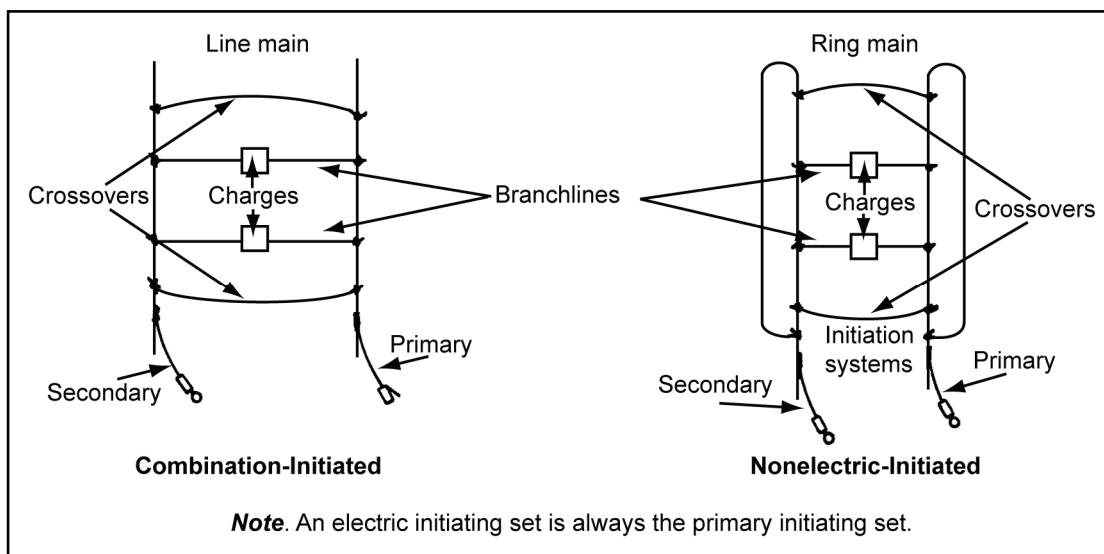 Line main
Ring main
Crossovers
Charges
Branchlines
Charges
Crossovers
Secondary
Primary
Initiation
systems
Secondary
Primary
Combination-Initiated
Nonelectric-Initiated
Note. An electric initiating set is always the primary initiating set.